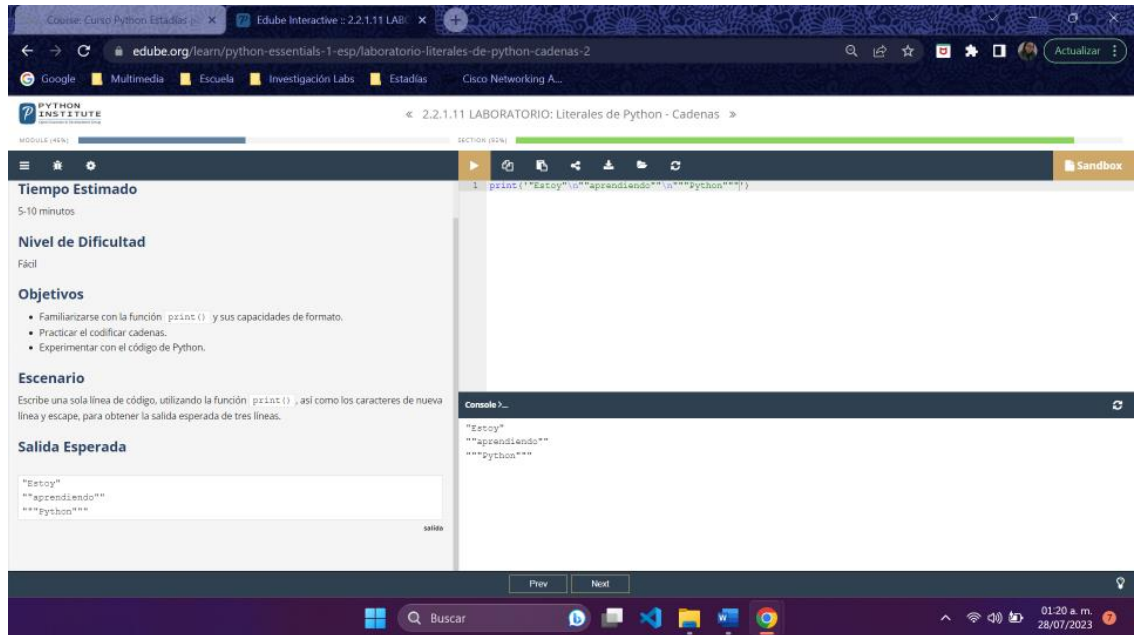 Course: Curso Python Estadías
Edube Interactive :: 2.2.1.11 LAB
edube.org/learn/python-essentials-1-esp/laboratorio-literales-de-python-cadenas-2
Actualizar
Google Multimedia Escuela Investigación Labs Estadías Cisco Networking A...
PYTHON
INSTITUTE
« 2.2.1.11 LABORATORIO: Literales de Python - Cadenas »
MODULE (45%) SECTION (92%)
Sandbox
Tiempo Estimado
5-10 minutos
Nivel de Dificultad
Fácil
Objetivos
• Familiarizarse con la función print() y sus capacidades de formato.
• Practicar el codificar cadenas.
• Experimentar con el código de Python.
Escenario
Escribe una sola línea de código, utilizando la función print() , así como los caracteres de nueva
línea y escape, para obtener la salida esperada de tres líneas.
Salida Esperada
"Estoy"
""aprendiendo""
"""Python"""
salida
1 print('"Estoy"\n""aprendiendo""\n"""Python"""')
Console >_
"Estoy"
""aprendiendo""
"""Python"""
Prev Next
Buscar
01:20 a. m.
28/07/2023
7